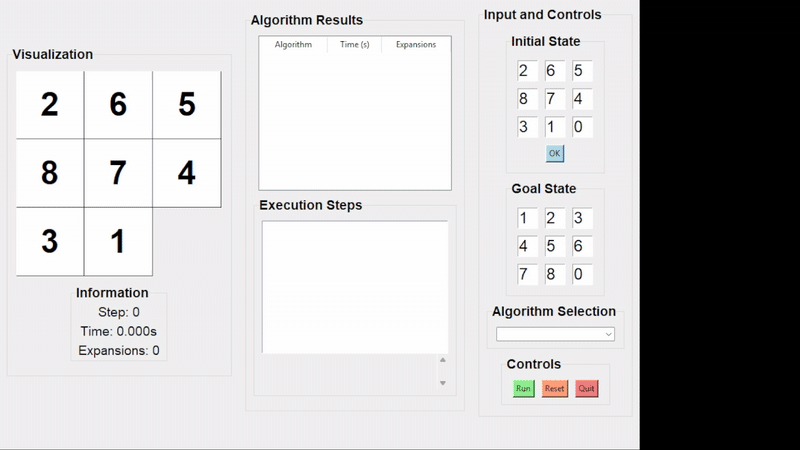 Visualization
2 6 5
8 7 4
3 1
Information
Step: 0
Time: 0.000s
Expansions: 0
Algorithm Results
Algorithm Time (s) Expansions
Execution Steps
Input and Controls
Initial State
2 6 5
8 7 4
3 1 0
OK
Goal State
1 2 3
4 5 6
7 8 0
Algorithm Selection
Controls
Run Reset Quit